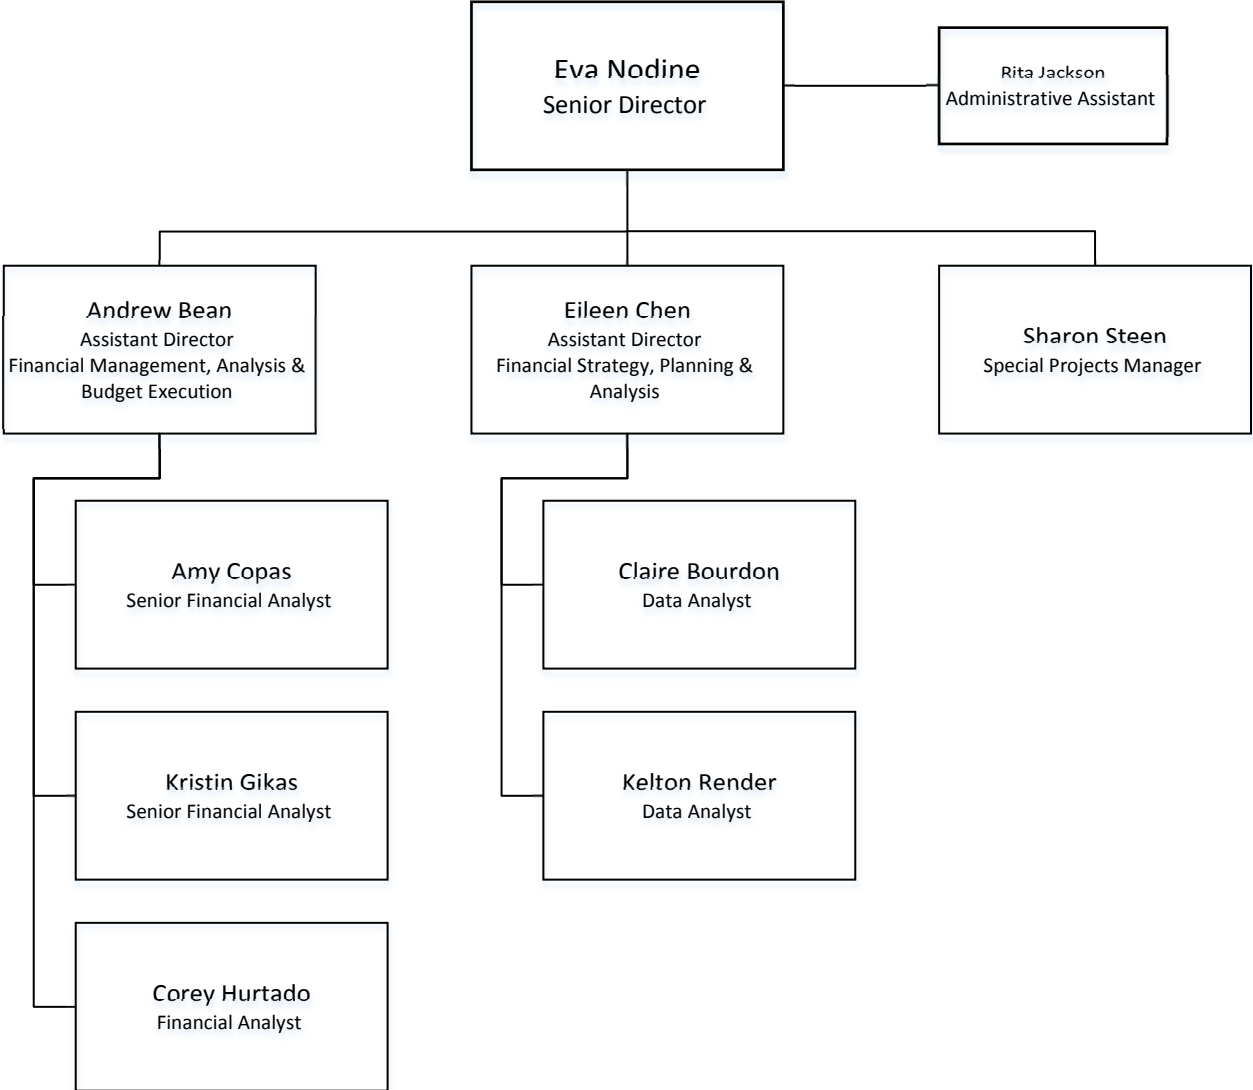 Eva Nodine
Senior Director
Rita Jackson
Administrative Assistant
Andrew Bean
Assistant Director
Financial Management, Analysis &
Budget Execution
Eileen Chen
Assistant Director
Financial Strategy, Planning &
Analysis
Sharon Steen
Special Projects Manager
Amy Copas
Senior Financial Analyst
Claire Bourdon
Data Analyst
Kristin Gikas
Senior Financial Analyst
Kelton Render
Data Analyst
Corey Hurtado
Financial Analyst